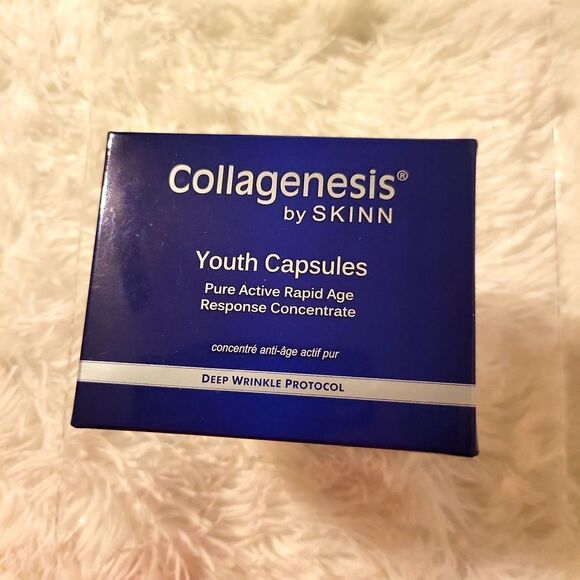 Collagenesis®
by SKINN
Youth Capsules
Pure Active Rapid Age
Response Concentrate
concentré anti-âge actif pur
DEEP WRINKLE PROTOCOL